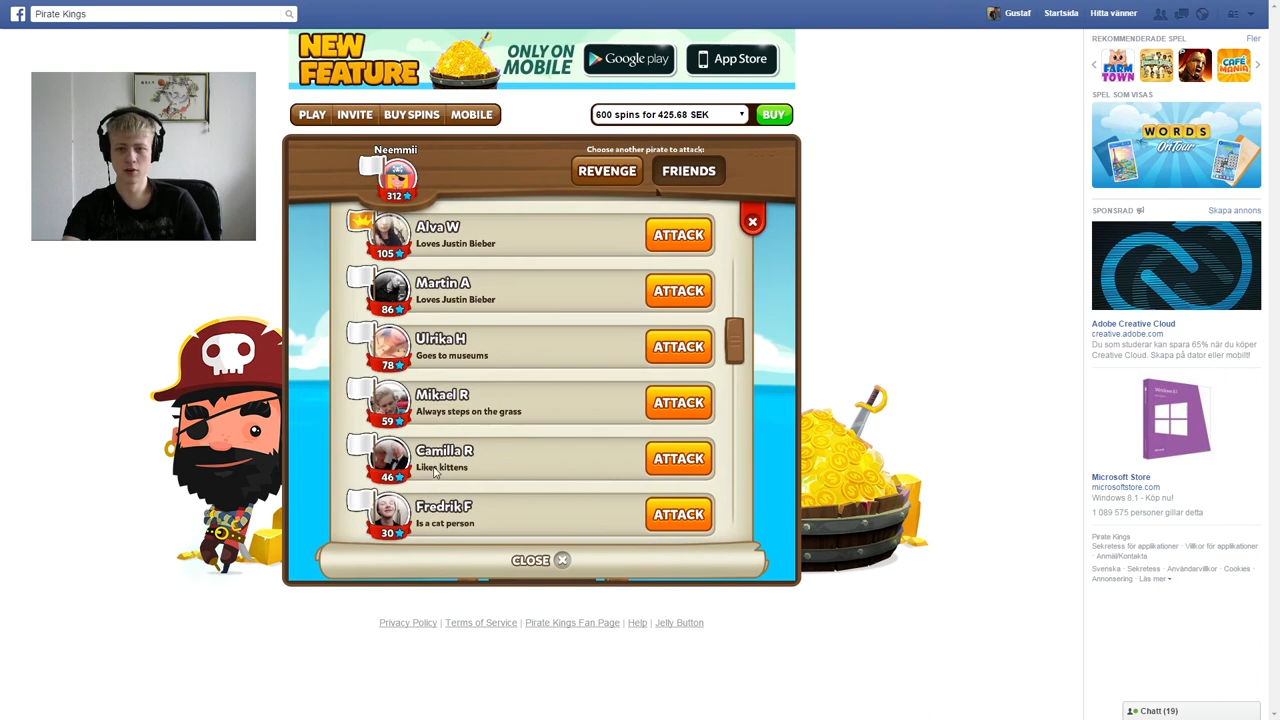 Pirate Kings
Gustaf
Startsida
Hitta vänner
NEW
FEATURE
ONLY ON
MOBILE
Google play
App Store
PLAY
INVITE
BUY SPINS
MOBILE
600 spins for 425.68 SEK
BUY
Neemmii
312
Choose another pirate to attack:
REVENGE
FRIENDS
Alva W
Loves Justin Bieber
105
ATTACK
Martin A
Loves Justin Bieber
86
ATTACK
Ulrika H
Goes to museums
78
ATTACK
Mikael R
Always steps on the grass
59
ATTACK
Camilla R
Likes kittens
46
ATTACK
Fredrik F
Is a cat person
30
ATTACK
CLOSE
Privacy Policy | Terms of Service | Pirate Kings Fan Page | Help | Jelly Button
REKOMMENDERADE SPEL
Fler
FARM
TOWN
CAFE
MANIA
SPEL SOM VISAS
WORDS
OnTour
SPONSRAD
Skapa annons
Adobe Creative Cloud
creative.adobe.com
Du som studerar kan spara 65% när du köper
Creative Cloud. Skapa på dator eller mobilt!
Microsoft Store
microsoftstore.com
Windows 8.1 - Köp nu!
1 089 575 personer gillar detta
Pirate Kings
Sekretess för applikationer · Villkor för applikationer
· Anmäl/Kontakta
Svenska · Sekretess · Användarvillkor · Cookies ·
Annonsering · Läs mer
Chatt (19)